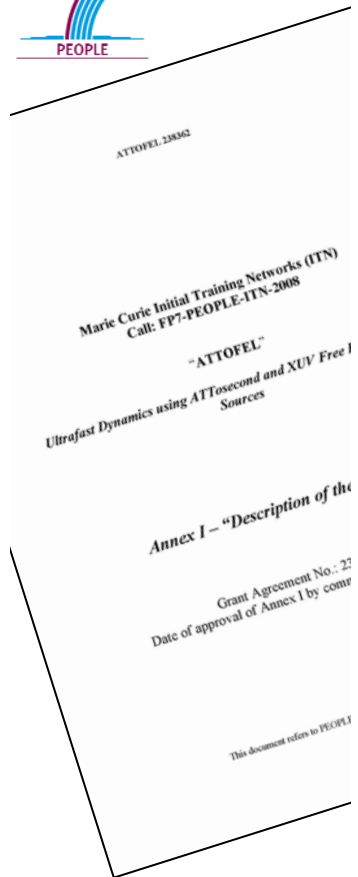 PEOPLE
ATTOFEL 238362
Marie Curie Initial Training Networks (ITN)
Call: FP7-PEOPLE-ITN-2008
"ATTOFEL"
Ultrafast Dynamics using ATTosecond and XUV Free
Sources
Annex I – "Description of the
Grant Agreement No.: 23
Date of approval of Annex I by comm
This document refers to PEOPLE